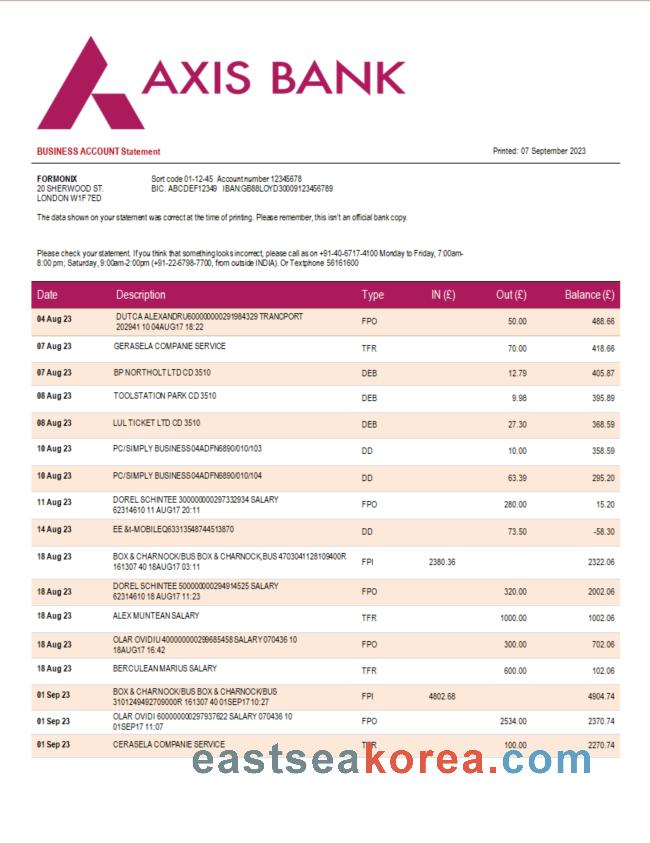 AXIS BANK
BUSINESS ACCOUNT Statement Printed: 07 September 2023
FORMONIX Sort code 01-12-45 Account number 12345678
20 SHERWOOD ST. BIC. ABCDEF12349 IBAN:GB88LOYD30009123456789
LONDON W1F 7ED
The data shown on your statement was correct at the time of printing. Please remember, this isn't an official bank copy.
Please check your statement. If you think that something looks incorrect, please call as on +91-40-6717-4100 Monday to Friday, 7:00am-
8:00 pm; Saturday, 9:00am-2:00pm (+91-22-6798-7700, from outside INDIA). Or Textphone 56161600
Date Description Type IN (£) Out (£) Balance (£)
04 Aug 23 DUTCA ALEXANDRU600000000291984329 TRANCPORT FPO 50.00 488.66
202941 10 04AUG17 18:22
07 Aug 23 GERASELA COMPANIE SERVICE TFR 70.00 418.66
07 Aug 23 BP NORTHOLT LTD CD 3510 DEB 12.79 405.87
08 Aug 23 TOOLSTATION PARK CD 3510 DEB 9.98 395.89
08 Aug 23 LUL TICKET LTD CD 3510 DEB 27.30 368.59
10 Aug 23 PC/SIMPLY BUSINESS04ADFN6890/010/103 DD 10.00 358.59
10 Aug 23 PC/SIMPLY BUSINESS04ADFN6890/010/104 DD 63.39 295.20
11 Aug 23 DOREL SCHINTEE 300000000297332934 SALARY FPO 280.00 15.20
62314610 11 AUG17 20:11
14 Aug 23 EE &t-MOBILEQ63313548744513870 DD 73.50 -58.30
18 Aug 23 BOX & CHARNOCK/BUS BOX & CHARNOCK,BUS 4703041128109400R FPI 2380.36 2322.06
161307 40 18AUG17 03:11
18 Aug 23 DOREL SCHINTEE 500000000294914525 SALARY FPO 320.00 2002.06
62314610 18 AUG17 11:23
18 Aug 23 ALEX MUNTEAN SALARY TFR 1000.00 1002.06
18 Aug 23 OLAR OVIDIU 400000000299685458 SALARY 070436 10 FPO 300.00 702.06
18AUG17 16:42
18 Aug 23 BERCULEAN MARIUS SALARY TFR 600.00 102.06
01 Sep 23 BOX & CHARNOCK/BUS BOX & CHARNOCK/BUS FPI 4802.68 4904.74
3101249492709000R 161307 40 01SEP17 10:27
01 Sep 23 OLAR OVIDI 600000000297937622 SALARY 070436 10 FPO 2534.00 2370.74
01SEP17 11:07
01 Sep 23 CERASELA COMPANIE SERVICE TFR 100.00 2270.74
eastseakorea.com